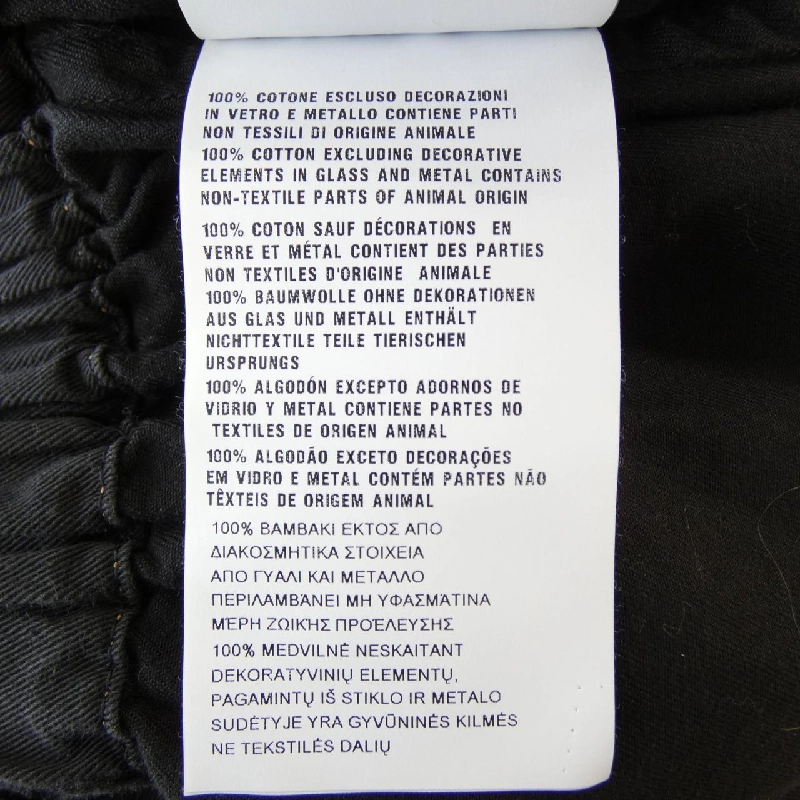 100% COTONE ESCLUSO DECORAZIONI
IN VETRO E METALLO CONTIENE PARTI
NON TESSILI DI ORIGINE ANIMALE
100% COTTON EXCLUDING DECORATIVE
ELEMENTS IN GLASS AND METAL CONTAINS
NON-TEXTILE PARTS OF ANIMAL ORIGIN
100% COTON SAUF DÉCORATIONS EN
VERRE ET MÉTAL CONTIENT DES PARTIES
NON TEXTILES D'ORIGINE ANIMALE
100% BAUMWOLLE OHNE DEKORATIONEN
AUS GLAS UND METALL ENTHÄLT
NICHTTEXTILE TEILE TIERISCHEN
URSPRUNGS
100% ALGODÓN EXCEPTO ADORNOS DE
VIDRIO Y METAL CONTIENE PARTES NO
TEXTILES DE ORIGEN ANIMAL
100% ALGODÃO EXCETO DECORAÇÕES
EM VIDRO E METAL CONTÉM PARTES NÃO
TÊXTEIS DE ORIGEM ANIMAL
100% ΒΑΜΒΑΚΙ ΕΚΤΟΣ ΑΠΟ
ΔΙΑΚΟΣΜΗΤΙΚΑ ΣΤΟΙΧΕΙΑ
ΑΠΟ ΓΥΑΛΙ ΚΑΙ ΜΕΤΑΛΛΟ
ΠΕΡΙΛΑΜΒΆΝΕΙ ΜΗ ΥΦΑΣΜΆΤΙΝΑ
ΜΈΡΗ ΖΩΙΚΉΣ ΠΡΟΈΛΕΥΣΗΣ
100% MEDVILNĖ NESKAITANT
DEKORATYVINIŲ ELEMENTŲ,
PAGAMINTŲ IŠ STIKLO IR METALO
SUDĖTYJE YRA GYVŪNINĖS KILMĖS
NE TEKSTILĖS DALIŲ